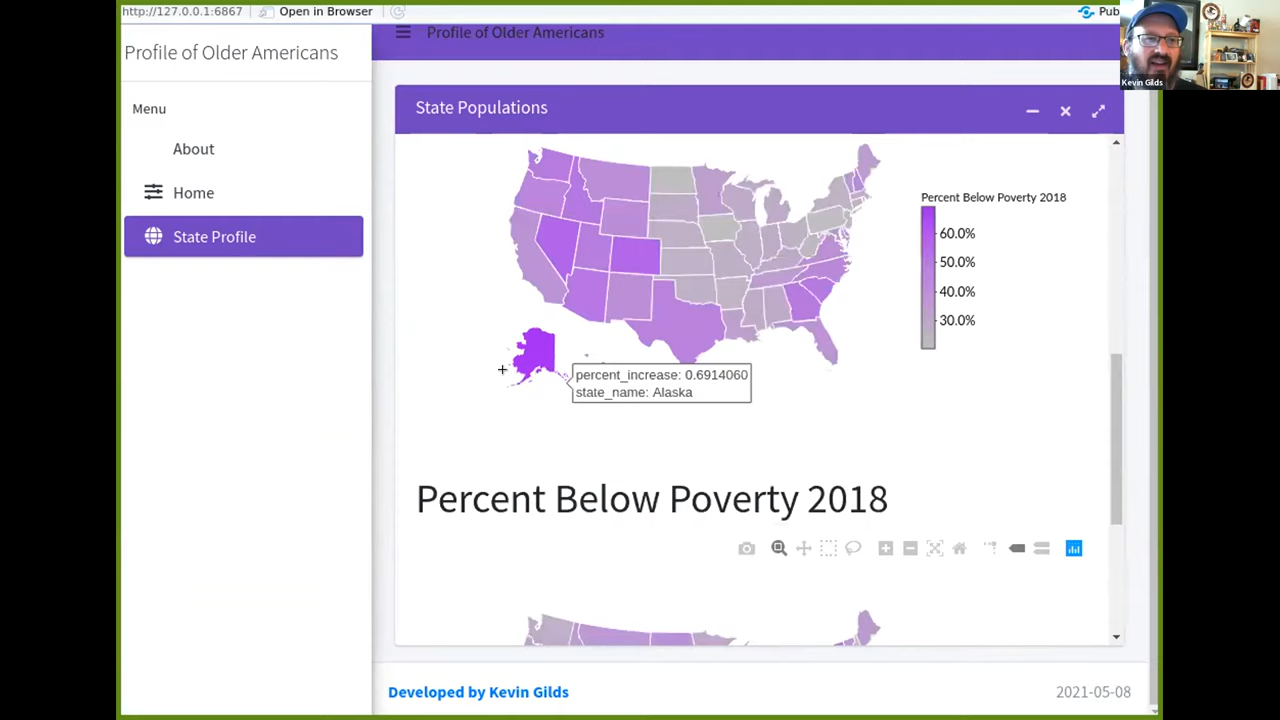 http://127.0.0.1:6867
Open in Browser
Kevin Gilds
Profile of Older Americans
Menu
About
Home
State Profile
Profile of Older Americans
State Populations
Percent Below Poverty 2018
60.0%
50.0%
40.0%
30.0%
percent_increase: 0.6914060
state_name: Alaska
Percent Below Poverty 2018
Developed by Kevin Gilds
2021-05-08